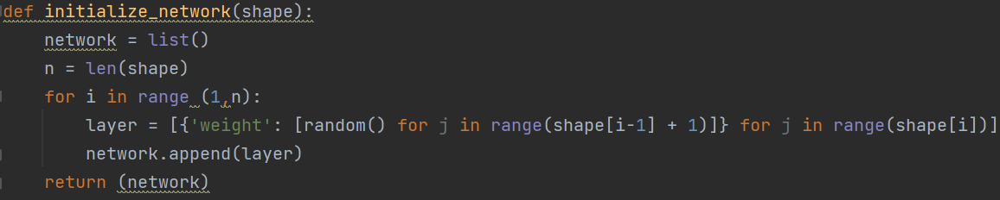 def initialize_network(shape):
    network = list()
    n = len(shape)
    for i in range (1,n):
        layer = [{'weight': [random() for j in range(shape[i-1] + 1)]} for j in range(shape[i])]
        network.append(layer)
    return (network)